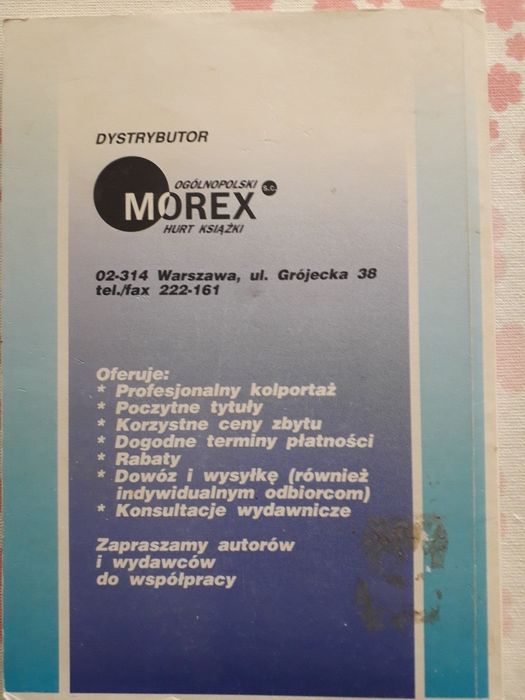 DYSTRYBUTOR
OGÓLNOPOLSKI s.c.
MOREX
HURT KSIĄŻKI
02-314 Warszawa, ul. Grójecka 38
tel./fax 222-161
Oferuje:
* Profesjonalny kolportaż
* Poczytne tytuły
* Korzystne ceny zbytu
* Dogodne terminy płatności
* Rabaty
* Dowóz i wysyłkę (również
indywidualnym odbiorcom)
* Konsultacje wydawnicze
Zapraszamy autorów
i wydawców
do współpracy